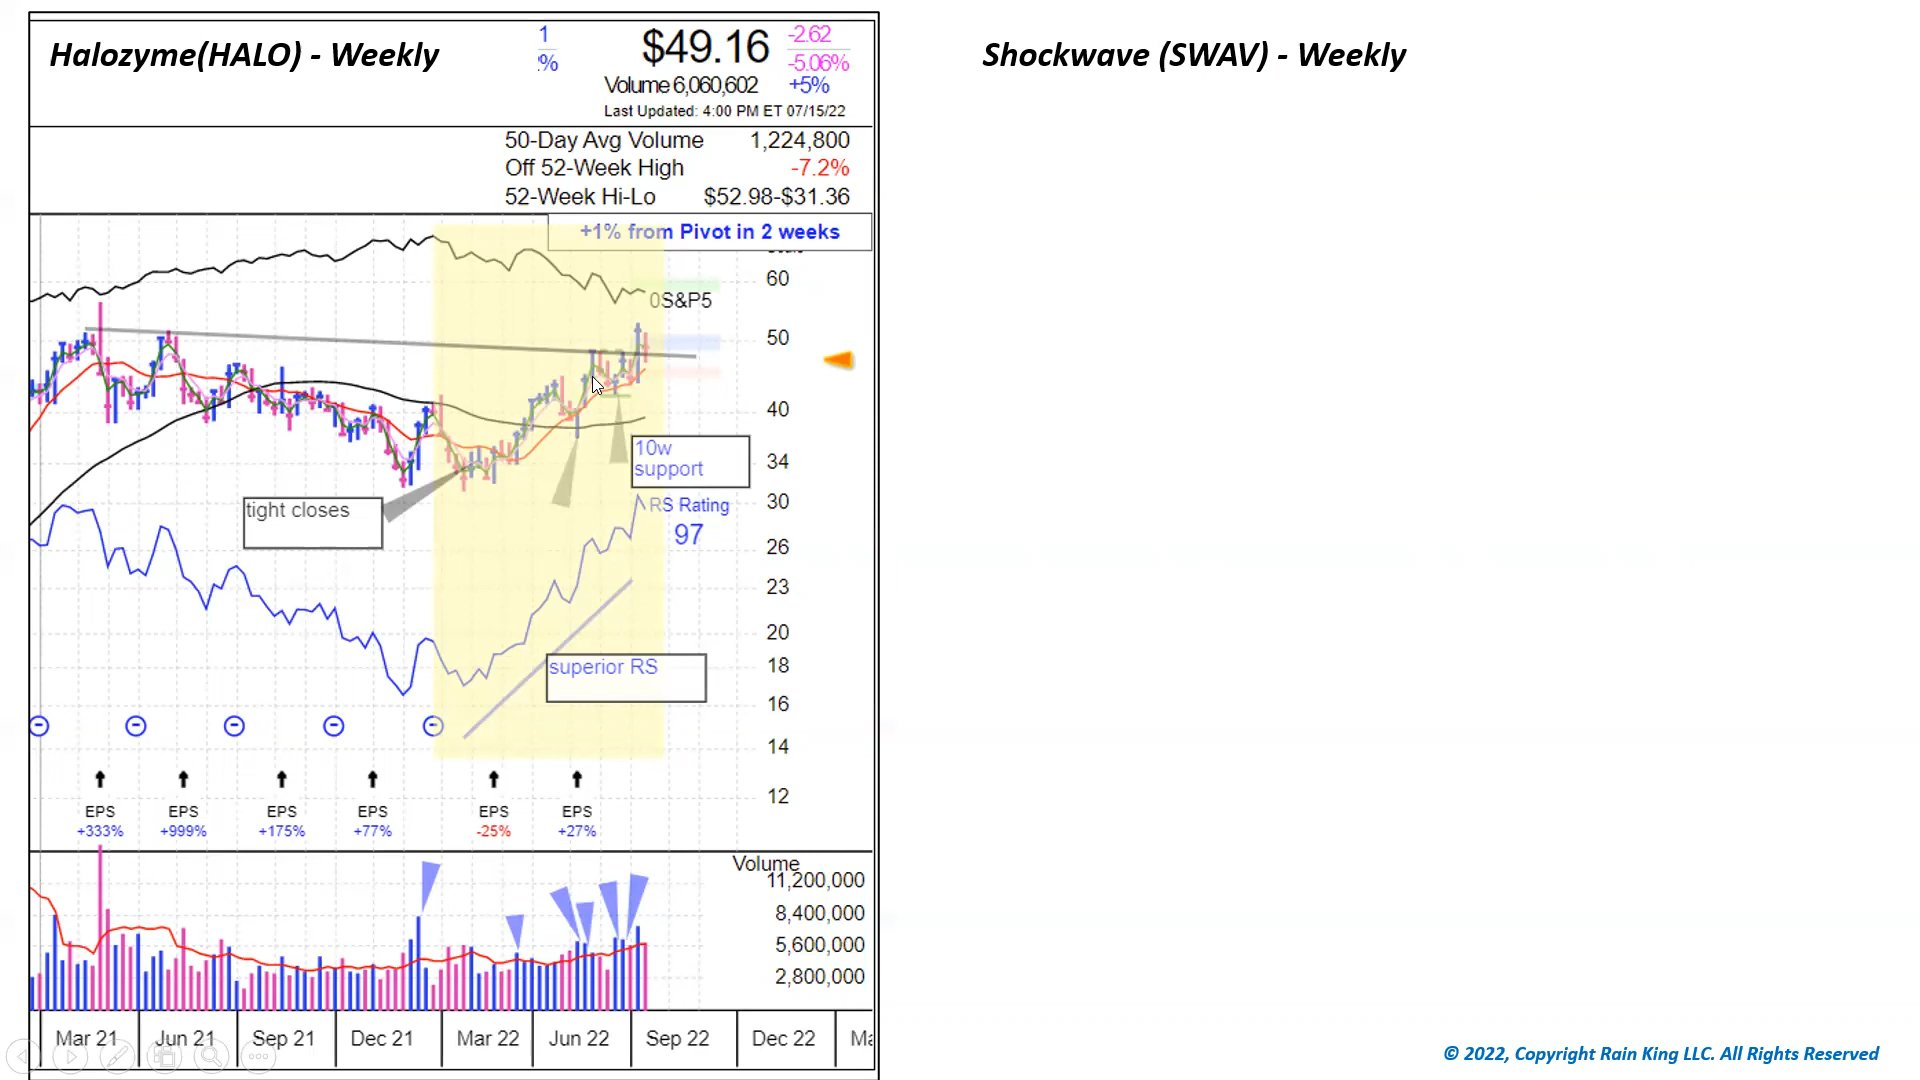 Halozyme(HALO) - Weekly
1
%
$49.16
-2.62
-5.06%
Volume 6,060,602
+5%
Last Updated: 4:00 PM ET 07/15/22
50-Day Avg Volume 1,224,800
Off 52-Week High -7.2%
52-Week Hi-Lo $52.98-$31.36
+1% from Pivot in 2 weeks
60
0S&P5
50
40
10w
support
34
tight closes
30
RS Rating
97
26
23
20
superior RS
18
16
14
12
EPS EPS EPS EPS EPS EPS
+333% +999% +175% +77% -25% +27%
Volume
11,200,000
8,400,000
5,600,000
2,800,000
Mar 21 Jun 21 Sep 21 Dec 21 Mar 22 Jun 22 Sep 22 Dec 22
Shockwave (SWAV) - Weekly
© 2022, Copyright Rain King LLC. All Rights Reserved